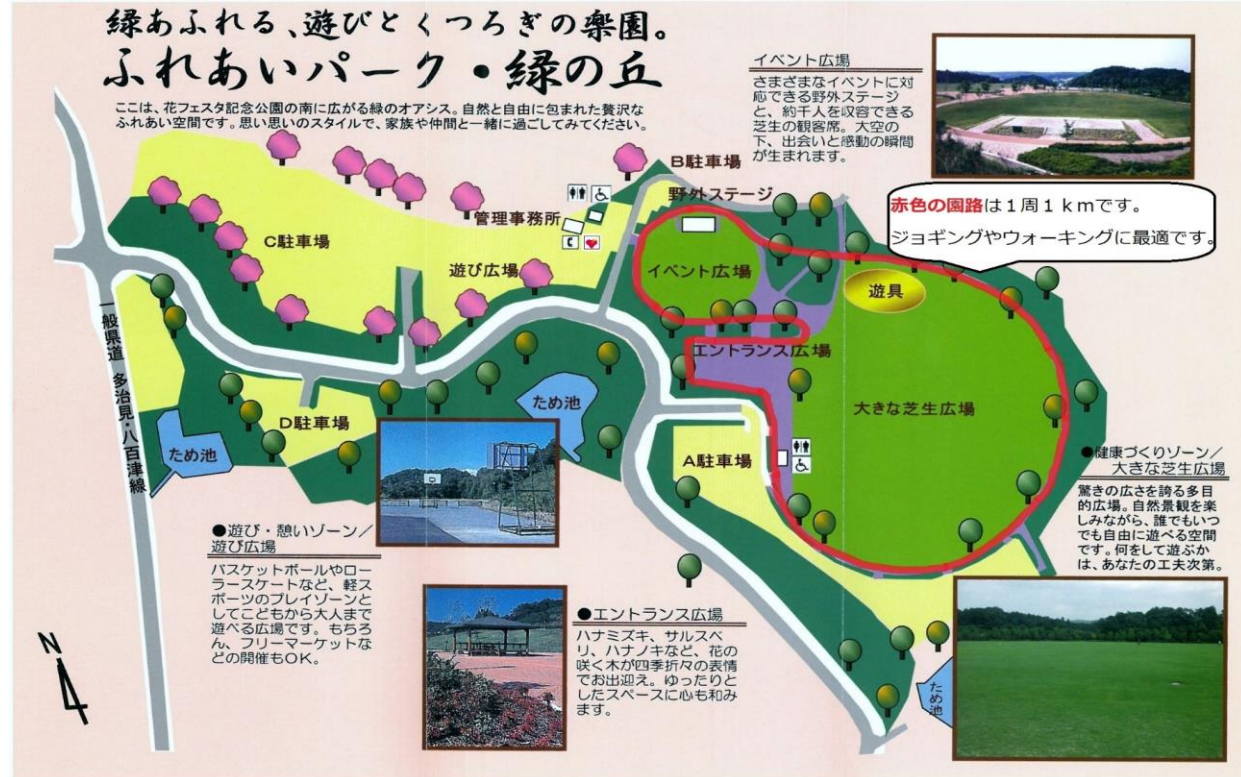 緑あふれる、遊びとくつろぎの楽園。
ふれあいパーク・緑の丘
ここは、花フェスタ記念公園の南に広がる緑のオアシス。自然と自由に包まれた贅沢な
ふれあい空間です。思い思いのスタイルで、家族や仲間と一緒に過ごしてみてください。
イベント広場
さまざまなイベントに対
応できる野外ステージ
と、約千人を収容できる
芝生の観客席。大空の
下、出会いと感動の瞬間
が生まれます。
赤色の園路は1周1kmです。
ジョギングやウォーキングに最適です。
B駐車場
野外ステージ
管理事務所
C駐車場
遊び広場
イベント広場
遊具
エントランス広場
大きな芝生広場
一般県道 多治見・八百津線
D駐車場
ため池
ため池
A駐車場
●健康づくりゾーン/
大きな芝生広場
驚きの広さを誇る多目
的広場。自然景観を楽
しみながら、誰でもいつ
でも自由に遊べる空間
です。何をして遊ぶか
は、あなたの工夫次第。
●遊び・憩いゾーン/
遊び広場
バスケットボールやロー
ラースケートなど、軽ス
ポーツのプレイゾーンと
してこどもから大人まで
遊べる広場です。もちろ
ん、フリーマーケットな
どの開催もOK。
●エントランス広場
ハナミズキ、サルスベ
リ、ハナノキなど、花の
咲く木が四季折々の表情
でお出迎え。ゆったりと
したスペースに心も和み
ます。
ため池
N